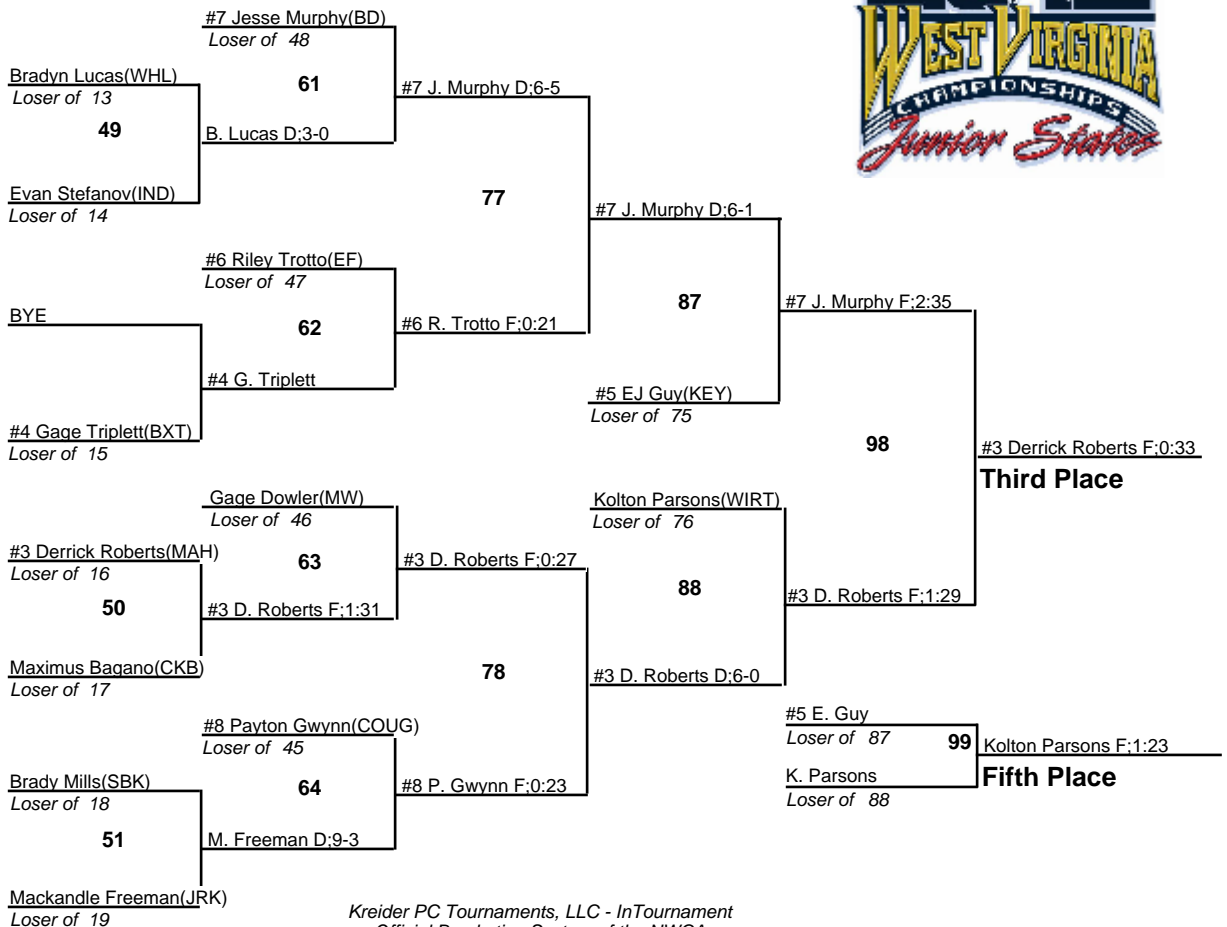 #7 Jesse Murphy(BD)
Loser of 48
WEST VIRGINIA
CHAMPIONSHIPS
Junior States
Bradyn Lucas(WHL)
Loser of 13
61
#7 J. Murphy D;6-5
49
B. Lucas D;3-0
Evan Stefanov(IND)
Loser of 14
77
#7 J. Murphy D;6-1
#6 Riley Trotto(EF)
Loser of 47
BYE
62
#6 R. Trotto F;0:21
87
#7 J. Murphy F;2:35
#4 G. Triplett
#5 EJ Guy(KEY)
Loser of 75
#4 Gage Triplett(BXT)
Loser of 15
98
#3 Derrick Roberts F;0:33
Third Place
Gage Dowler(MW)
Loser of 46
Kolton Parsons(WIRT)
Loser of 76
#3 Derrick Roberts(MAH)
Loser of 16
63
#3 D. Roberts F;0:27
88
50
#3 D. Roberts F;1:31
#3 D. Roberts F;1:29
Maximus Bagano(CKB)
Loser of 17
78
#3 D. Roberts D;6-0
#8 Payton Gwynn(COUG)
Loser of 45
#5 E. Guy
Loser of 87
99
Kolton Parsons F;1:23
Fifth Place
Brady Mills(SBK)
Loser of 18
64
#8 P. Gwynn F;0:23
K. Parsons
Loser of 88
51
M. Freeman D;9-3
Mackandle Freeman(JRK)
Loser of 19
Kreider PC Tournaments, LLC - InTournament